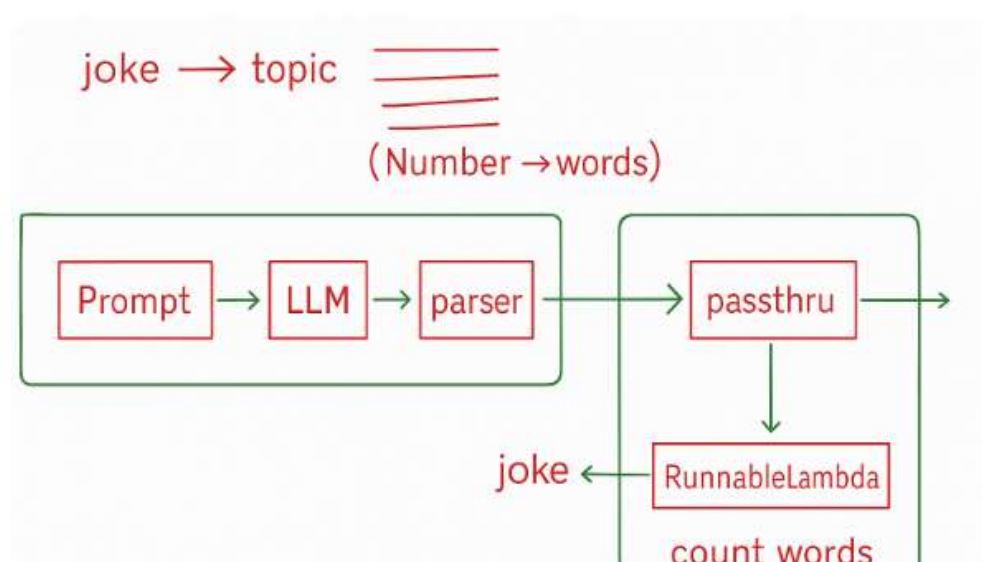 joke → topic
(Number → words)
Prompt → LLM → parser → passthru →
joke ← RunnableLambda
count words